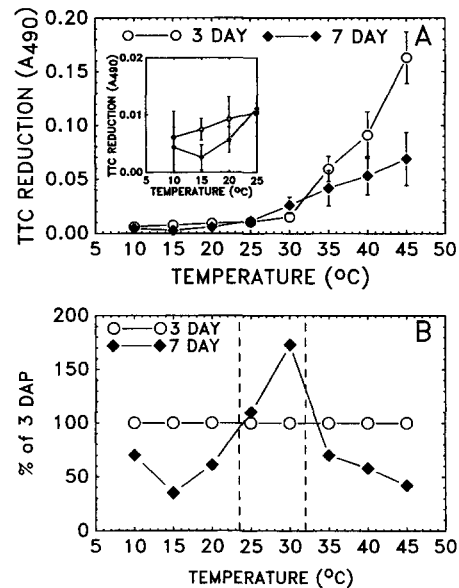 A
3 DAY 7 DAY
TTC REDUCTION (A490)
0.20
0.15
0.10
0.05
0.00
TTC REDUCTION (A490)
0.02
0.01
0.00
5 10 15 20 25
TEMPERATURE (ºC)
5 10 15 20 25 30 35 40 45 50
TEMPERATURE (ºC)
B
3 DAY
7 DAY
% of 3 DAP
200
150
100
50
0
5 10 15 20 25 30 35 40 45 50
TEMPERATURE (ºC)